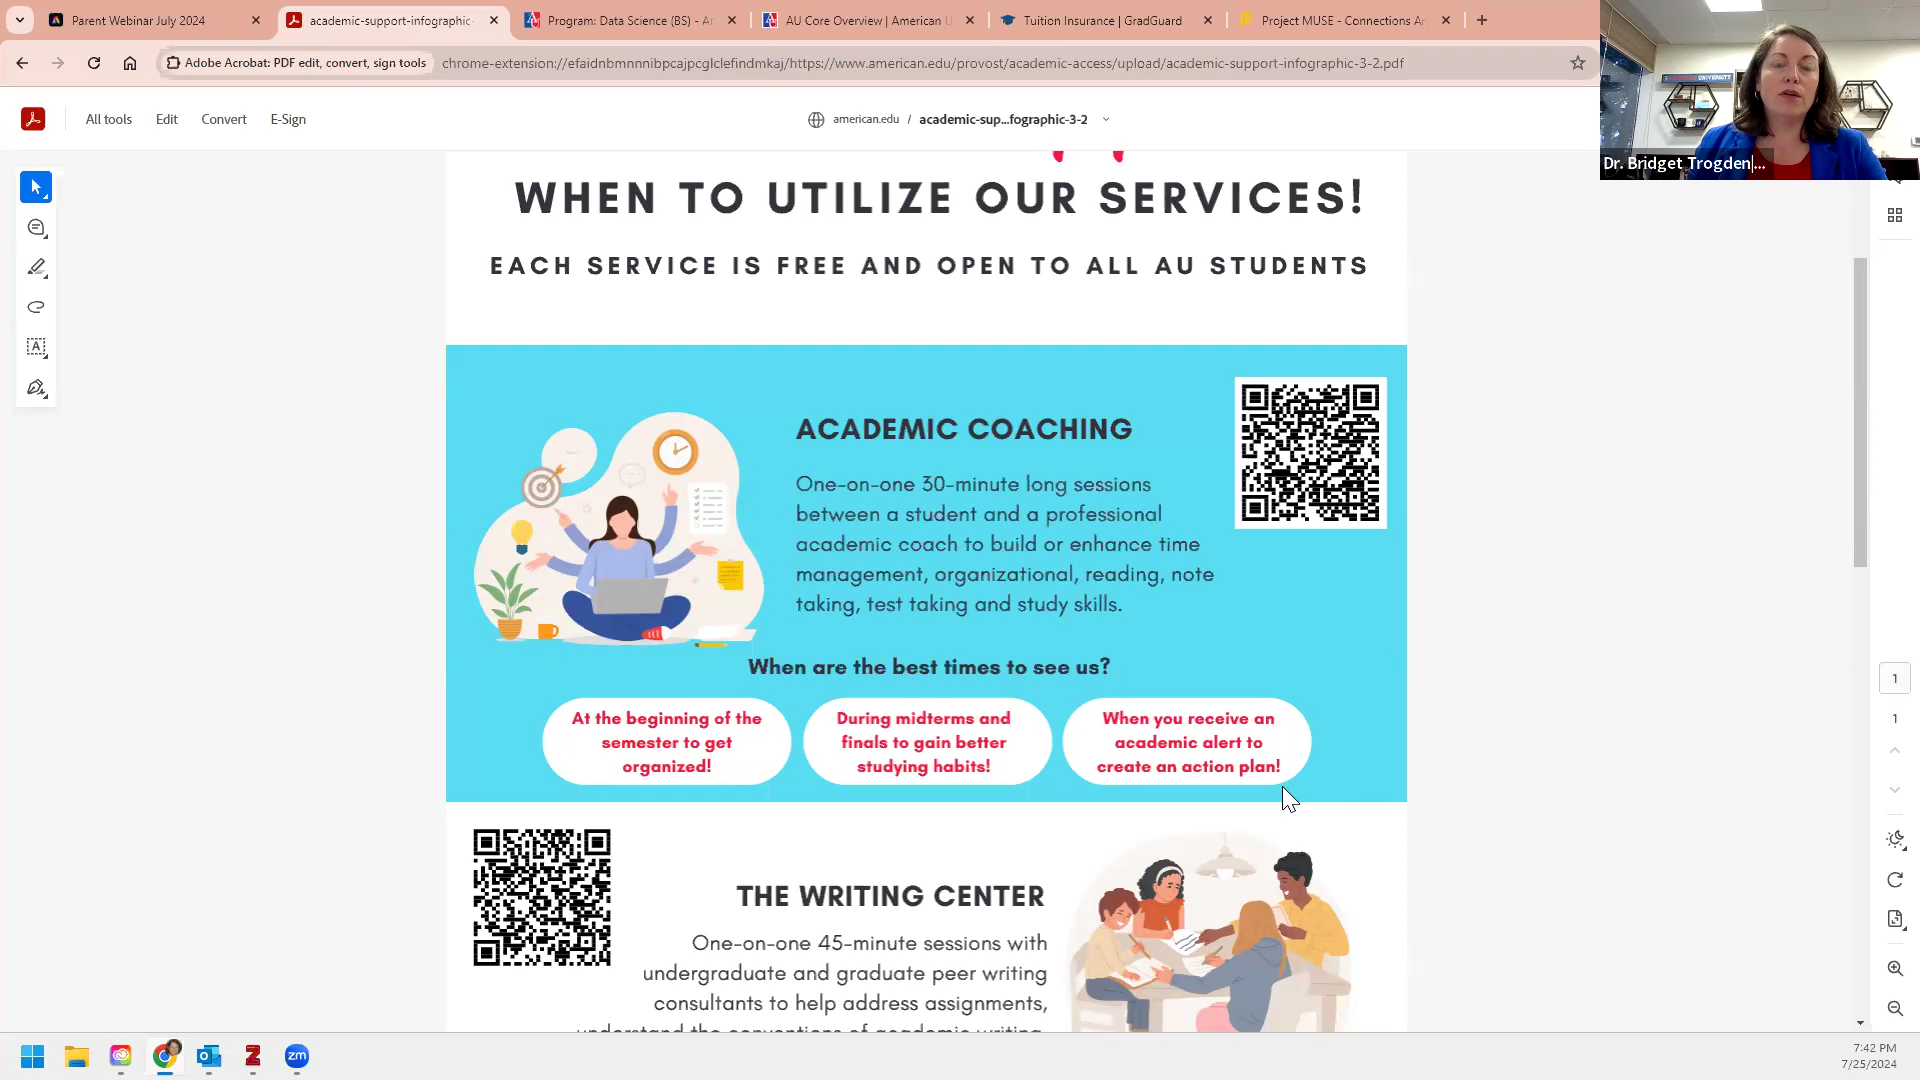 Parent Webinar July 2024
academic-support-infographic-
Program: Data Science (BS) - A
AU Core Overview | American U
Tuition Insurance | GradGuard
Project MUSE - Connections Ar
Adobe Acrobat: PDF edit, convert, sign tools
chrome-extension://efaidnbmnnnibpcajpcglclefindmkaj/https://www.american.edu/provost/academic-access/upload/academic-support-infographic-3-2.pdf
All tools
Edit
Convert
E-Sign
american.edu / academic-sup...fographic-3-2
Dr. Bridget Trogden|...
WHEN TO UTILIZE OUR SERVICES!
EACH SERVICE IS FREE AND OPEN TO ALL AU STUDENTS
ACADEMIC COACHING
One-on-one 30-minute long sessions
between a student and a professional
academic coach to build or enhance time
management, organizational, reading, note
taking, test taking and study skills.
When are the best times to see us?
At the beginning of the
semester to get
organized!
During midterms and
finals to gain better
studying habits!
When you receive an
academic alert to
create an action plan!
THE WRITING CENTER
One-on-one 45-minute sessions with
undergraduate and graduate peer writing
consultants to help address assignments,
understand the conventions of academic writing,
1
1
zm
7:42 PM
7/25/2024